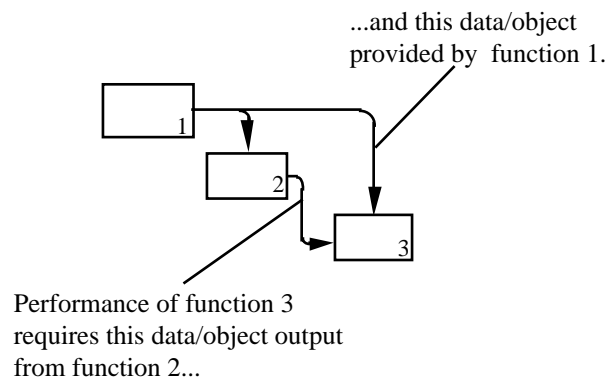 ...and this data/object
provided by function 1.
1
2
3
Performance of function 3
requires this data/object output
from function 2...